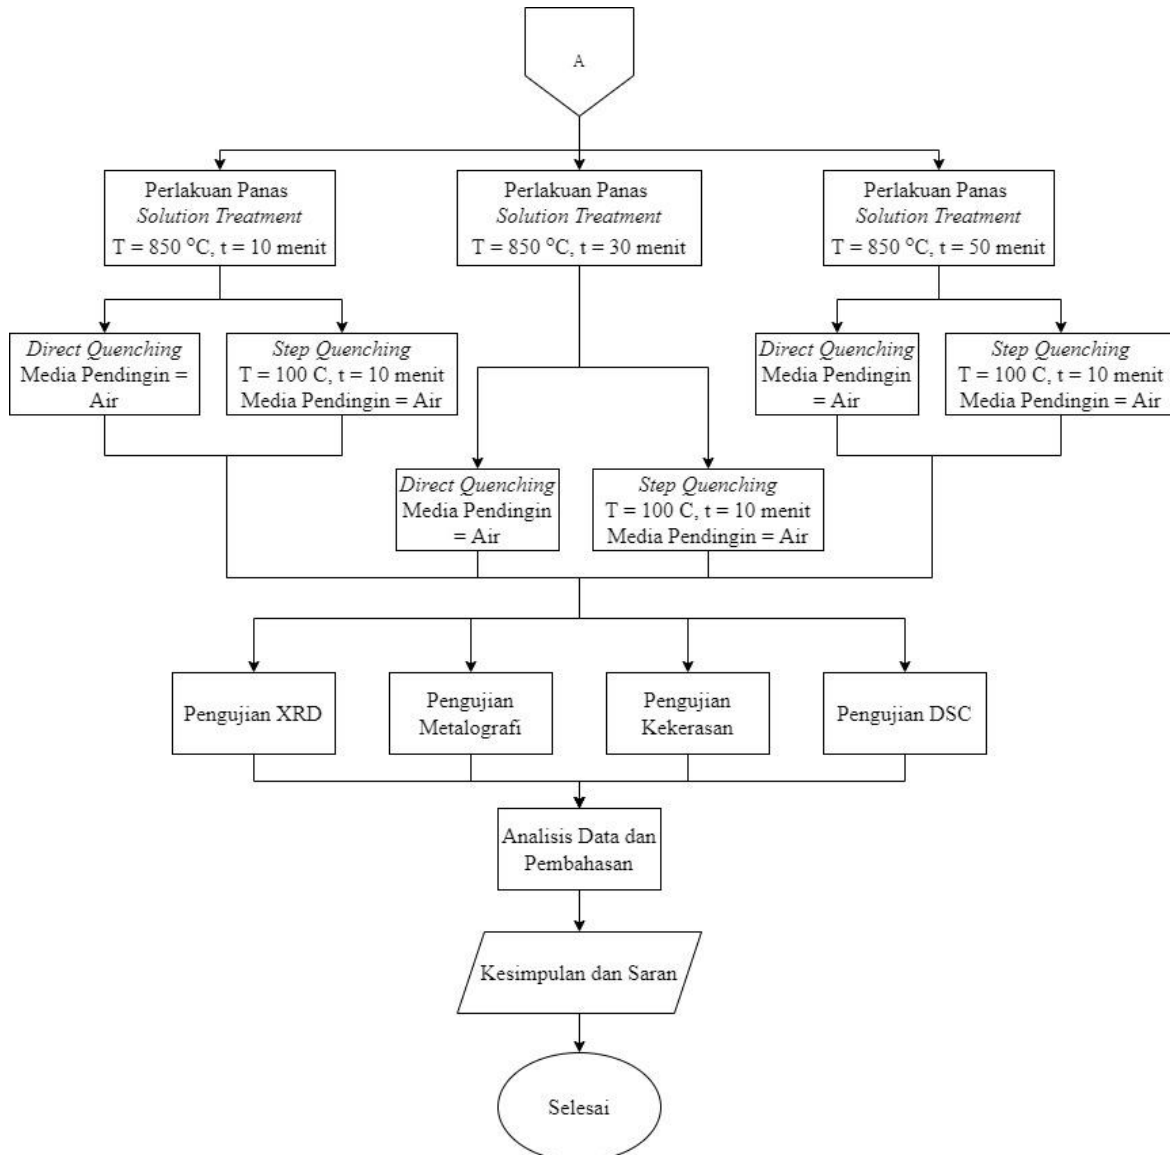 A
Perlakuan Panas
Solution Treatment
T = 850 °C, t = 10 menit
Perlakuan Panas
Solution Treatment
T = 850 °C, t = 30 menit
Perlakuan Panas
Solution Treatment
T = 850 °C, t = 50 menit
Direct Quenching
Media Pendingin =
Air
Step Quenching
T = 100 C, t = 10 menit
Media Pendingin = Air
Direct Quenching
Media Pendingin
= Air
Step Quenching
T = 100 C, t = 10 menit
Media Pendingin = Air
Direct Quenching
Media Pendingin
= Air
Step Quenching
T = 100 C, t = 10 menit
Media Pendingin = Air
Pengujian XRD
Pengujian
Metalografi
Pengujian
Kekerasan
Pengujian DSC
Analisis Data dan
Pembahasan
Kesimpulan dan Saran
Selesai